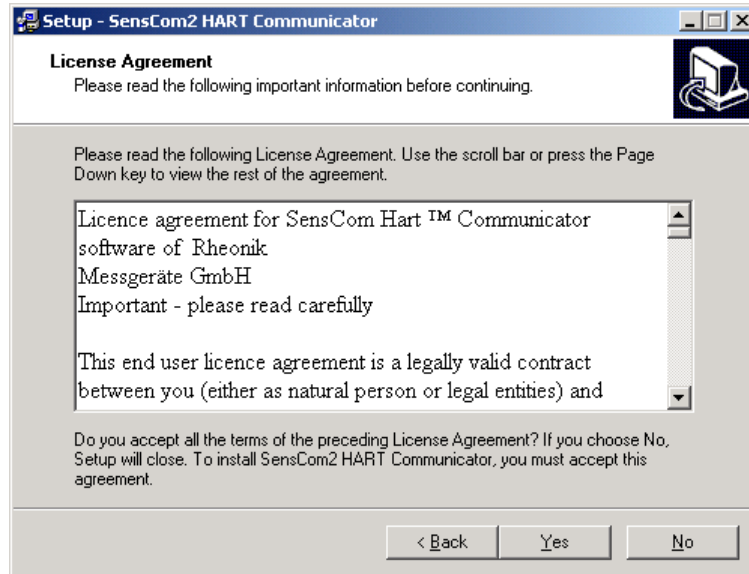 Setup - SensCom2 HART Communicator
License Agreement
Please read the following important information before continuing.
Please read the following License Agreement. Use the scroll bar or press the Page
Down key to view the rest of the agreement.
Licence agreement for SensCom Hart ™ Communicator
software of Rheonik
Messgeräte GmbH
Important - please read carefully
This end user licence agreement is a legally valid contract
between you (either as natural person or legal entities) and
Do you accept all the terms of the preceding License Agreement? If you choose No,
Setup will close. To install SensCom2 HART Communicator, you must accept this
agreement.
< Back
Yes
No